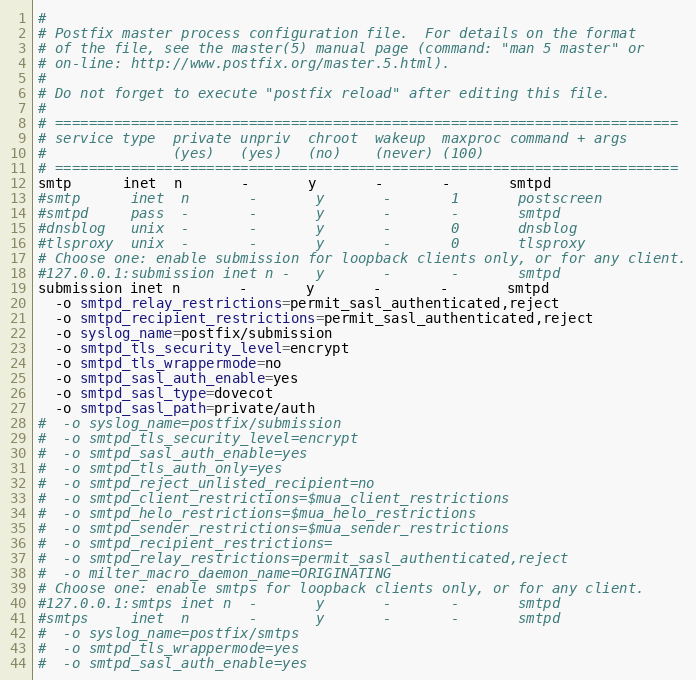 1 #
2 # Postfix master process configuration file.  For details on the format
3 # of the file, see the master(5) manual page (command: "man 5 master" or
4 # on-line: http://www.postfix.org/master.5.html).
5 #
6 # Do not forget to execute "postfix reload" after editing this file.
7 #
8 # ==========================================================================
9 # service type  private unpriv  chroot  wakeup  maxproc command + args
10 #               (yes)   (yes)   (no)    (never) (100)
11 # ==========================================================================
12 smtp      inet  n       -       y       -       -       smtpd
13 #smtp      inet  n       -       y       -       1       postscreen
14 #smtpd     pass  -       -       y       -       -       smtpd
15 #dnsblog   unix  -       -       y       -       0       dnsblog
16 #tlsproxy  unix  -       -       y       -       0       tlsproxy
17 # Choose one: enable submission for loopback clients only, or for any client.
18 #127.0.0.1:submission inet n -   y       -       -       smtpd
19 submission inet n       -       y       -       -       smtpd
20   -o smtpd_relay_restrictions=permit_sasl_authenticated,reject
21   -o smtpd_recipient_restrictions=permit_sasl_authenticated,reject
22   -o syslog_name=postfix/submission
23   -o smtpd_tls_security_level=encrypt
24   -o smtpd_tls_wrappermode=no
25   -o smtpd_sasl_auth_enable=yes
26   -o smtpd_sasl_type=dovecot
27   -o smtpd_sasl_path=private/auth
28 #  -o syslog_name=postfix/submission
29 #  -o smtpd_tls_security_level=encrypt
30 #  -o smtpd_sasl_auth_enable=yes
31 #  -o smtpd_tls_auth_only=yes
32 #  -o smtpd_reject_unlisted_recipient=no
33 #  -o smtpd_client_restrictions=$mua_client_restrictions
34 #  -o smtpd_helo_restrictions=$mua_helo_restrictions
35 #  -o smtpd_sender_restrictions=$mua_sender_restrictions
36 #  -o smtpd_recipient_restrictions=
37 #  -o smtpd_relay_restrictions=permit_sasl_authenticated,reject
38 #  -o milter_macro_daemon_name=ORIGINATING
39 # Choose one: enable smtps for loopback clients only, or for any client.
40 #127.0.0.1:smtps inet n  -       y       -       -       smtpd
41 #smtps     inet  n       -       y       -       -       smtpd
42 #  -o syslog_name=postfix/smtps
43 #  -o smtpd_tls_wrappermode=yes
44 #  -o smtpd_sasl_auth_enable=yes